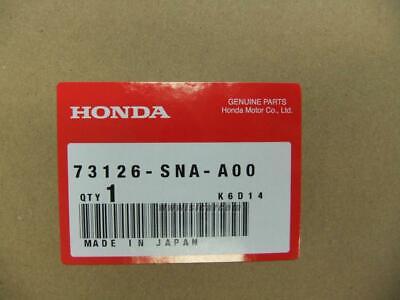 GENUINE PARTS
HONDA
Honda Motor Co., Ltd.
73126-SNA-A00
QTY 1
K6D14
MADE IN JAPAN